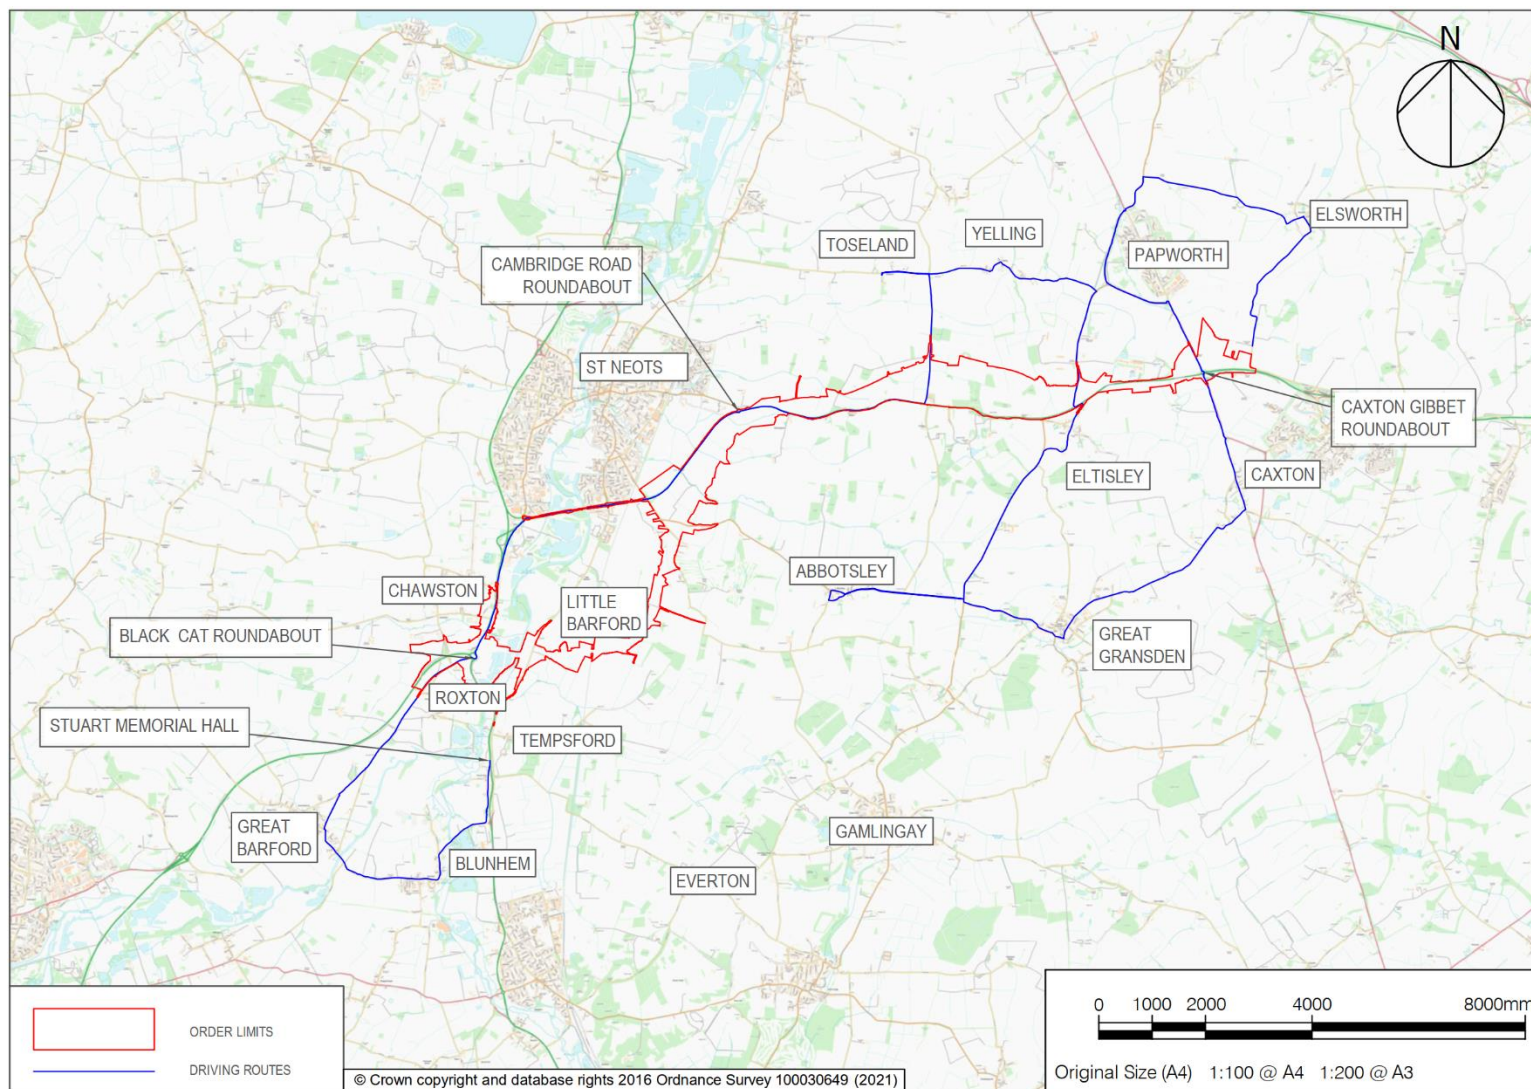 N
ELSWORTH
YELLING
TOSELAND
PAPWORTH
CAMBRIDGE ROAD
ROUNDABOUT
ST NEOTS
CAXTON GIBBET
ROUNDABOUT
ELTISLEY
CAXTON
ABBOTSLEY
CHAWSTON
LITTLE
BARFORD
BLACK CAT ROUNDABOUT
GREAT
GRANSDEN
ROXTON
STUART MEMORIAL HALL
TEMPSFORD
GREAT
BARFORD
GAMLINGAY
BLUNHEM
EVERTON
ORDER LIMITS
DRIVING ROUTES
© Crown copyright and database rights 2016 Ordnance Survey 100030649 (2021)
0 1000 2000 4000 8000mm
Original Size (A4) 1:100 @ A4 1:200 @ A3